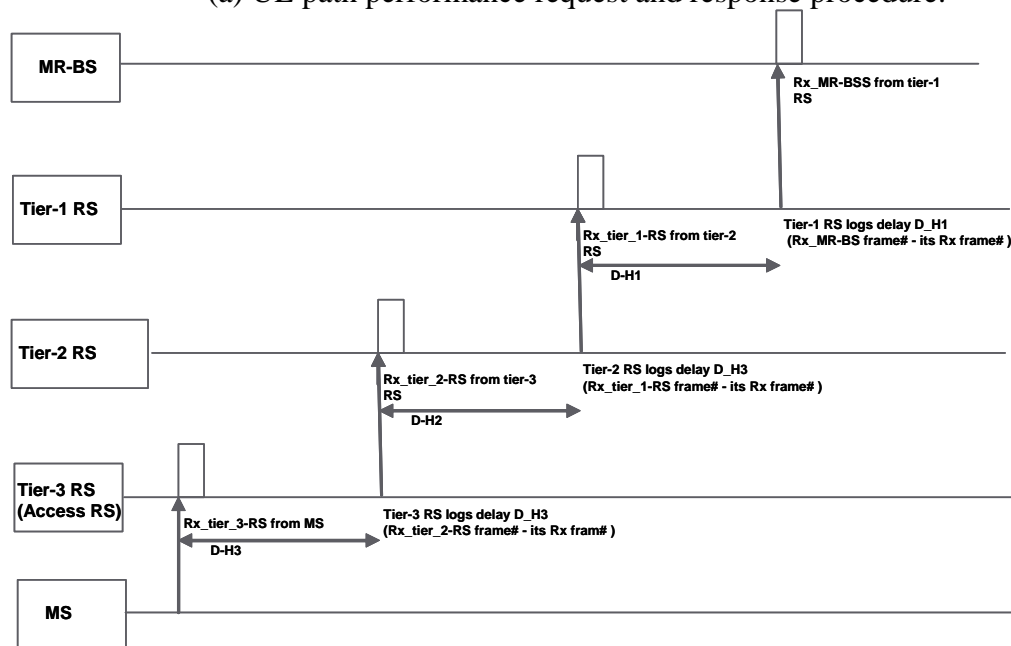 (a) UL path performance request and response procedure.
MR-BS
Rx_MR-BSS from tier-1
RS
Tier-1 RS
Rx_tier_1-RS from tier-2
RS
D-H1
Tier-1 RS logs delay D_H1
(Rx_MR-BS frame# - its Rx frame# )
Tier-2 RS
Rx_tier_2-RS from tier-3
RS
D-H2
Tier-2 RS logs delay D_H3
(Rx_tier_1-RS frame# - its Rx frame# )
Tier-3 RS
(Access RS)
Rx_tier_3-RS from MS
D-H3
Tier-3 RS logs delay D_H3
(Rx_tier_2-RS frame# - its Rx fram# )
MS